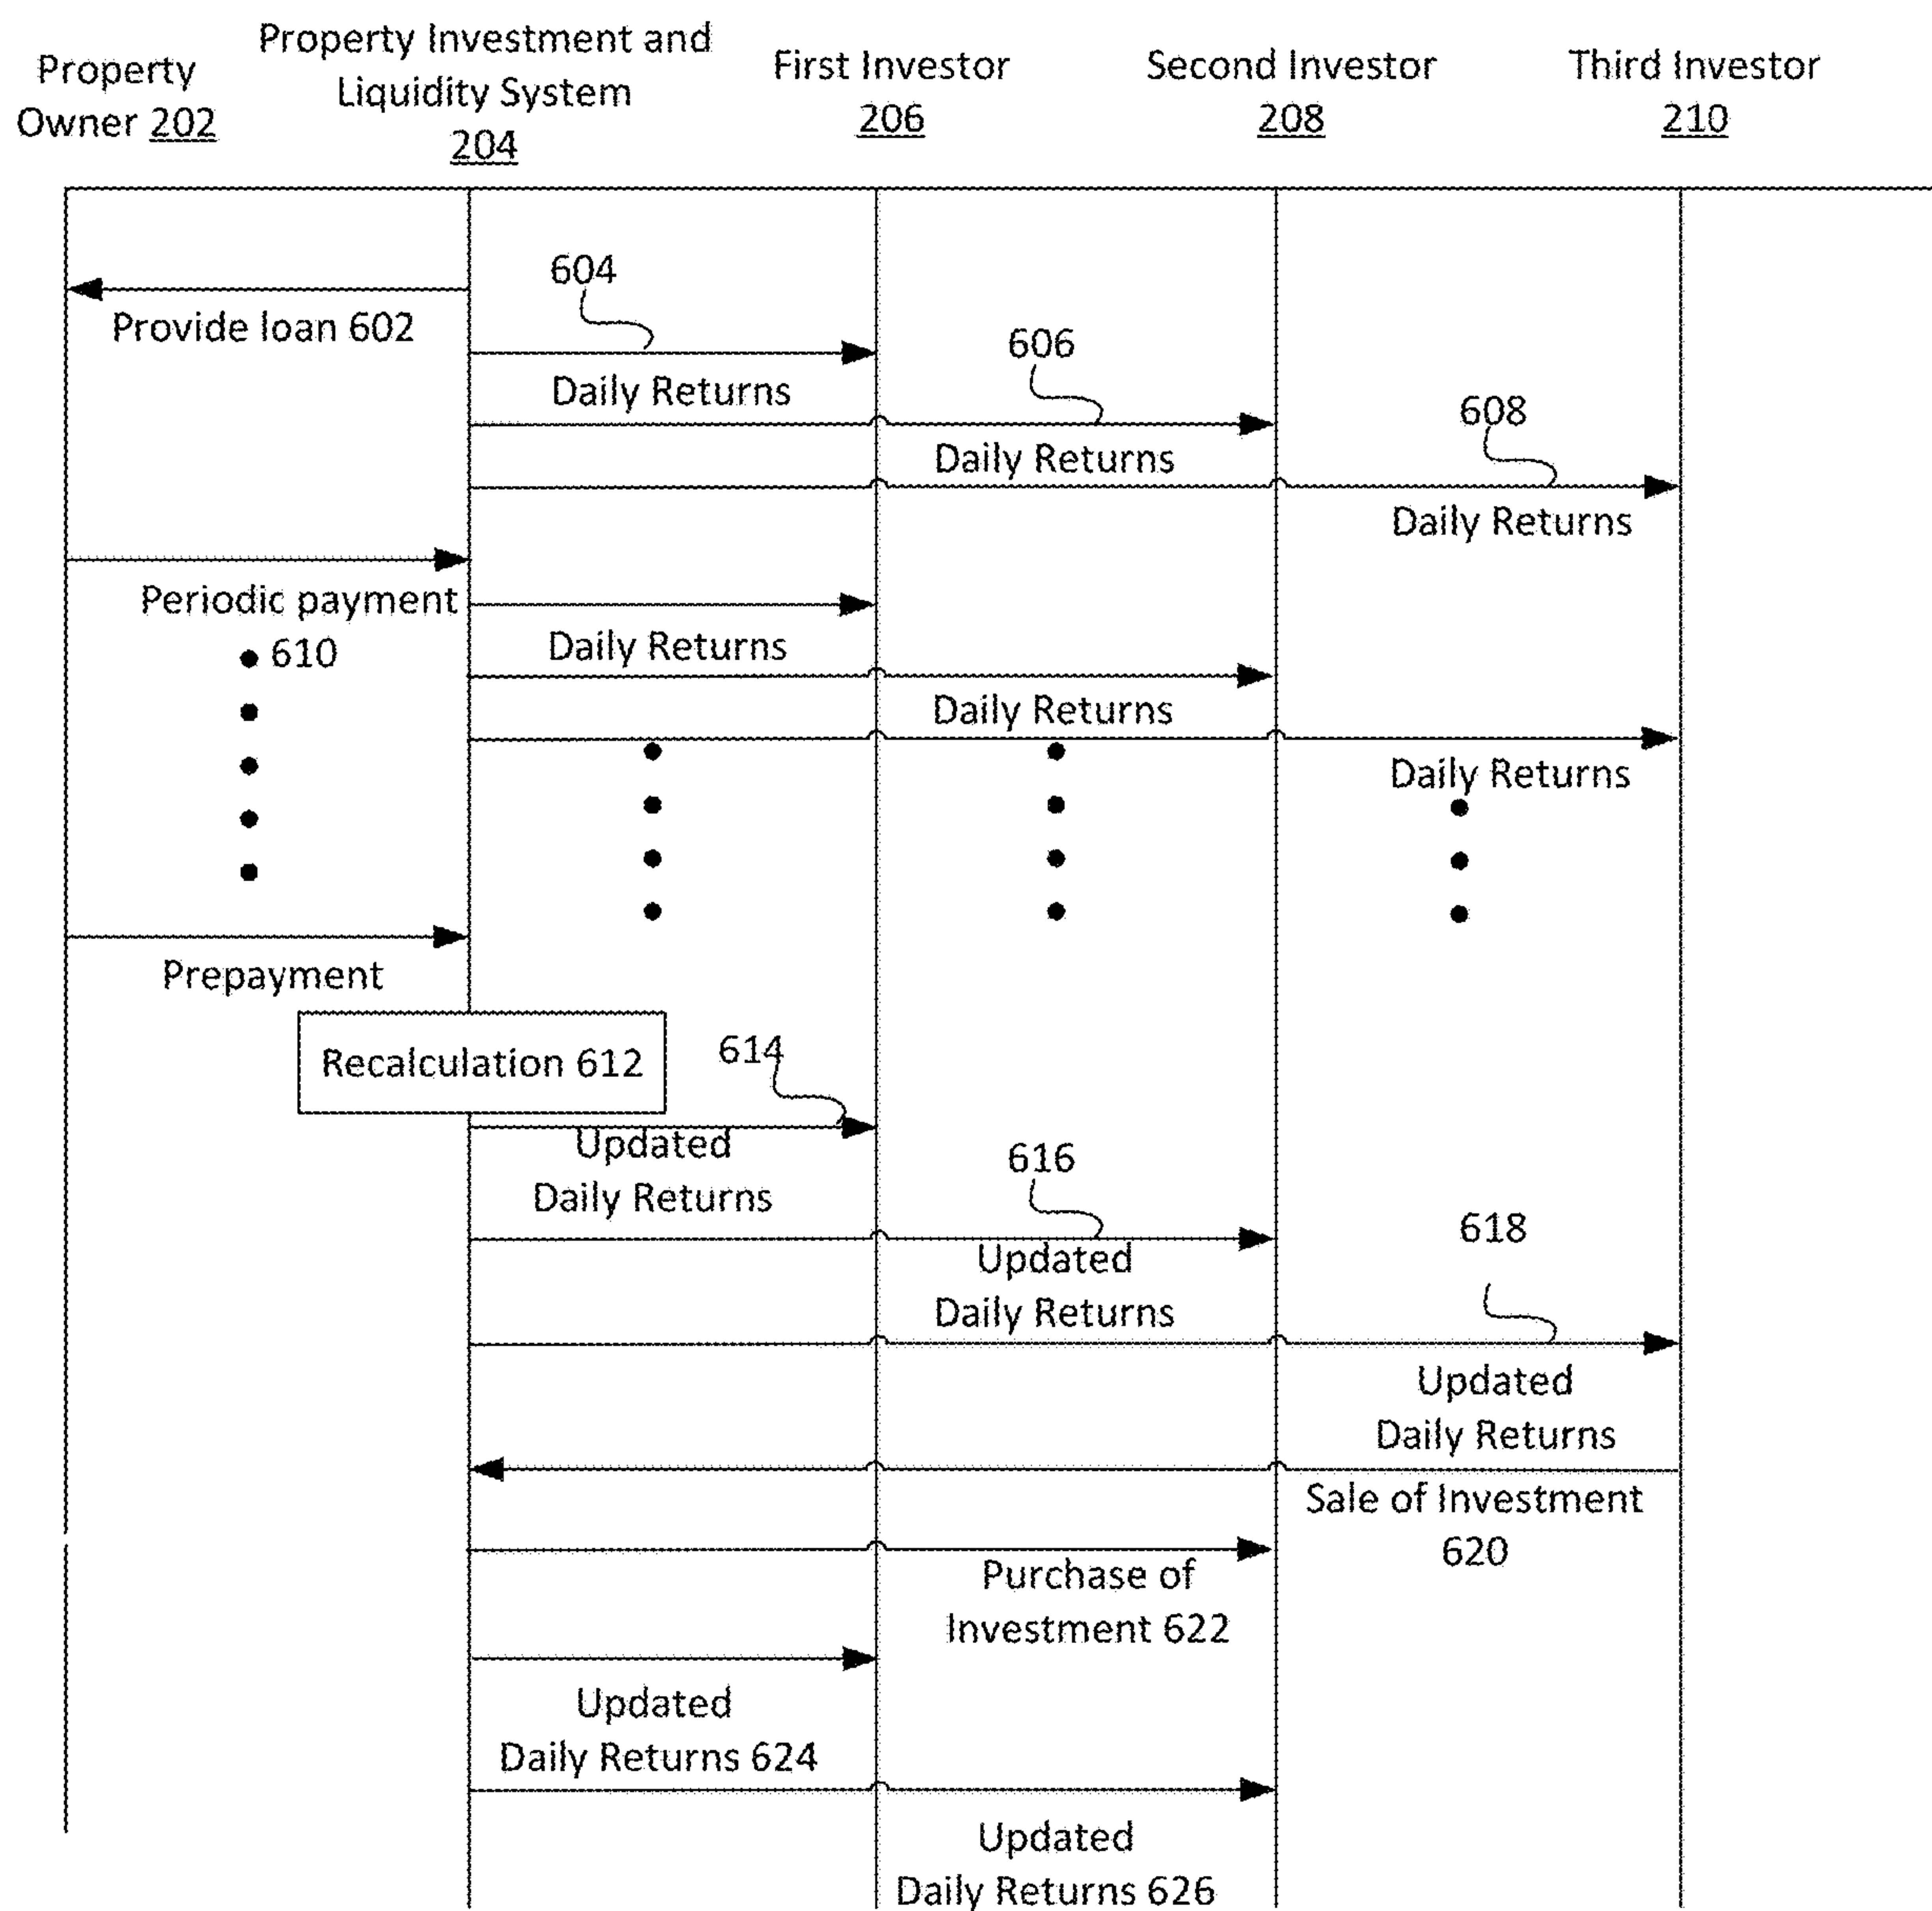 Property
Owner 202
Property Investment and
Liquidity System
204
First Investor
206
Second Investor
208
Third Investor
210
Provide loan 602
604
Daily Returns
606
Daily Returns
608
Daily Returns
Periodic payment
610
Daily Returns
Daily Returns
Daily Returns
Prepayment
Recalculation 612
614
Updated
Daily Returns
616
Updated
Daily Returns
618
Updated
Daily Returns
Sale of Investment
620
Purchase of
Investment 622
Updated
Daily Returns 624
Updated
Daily Returns 626